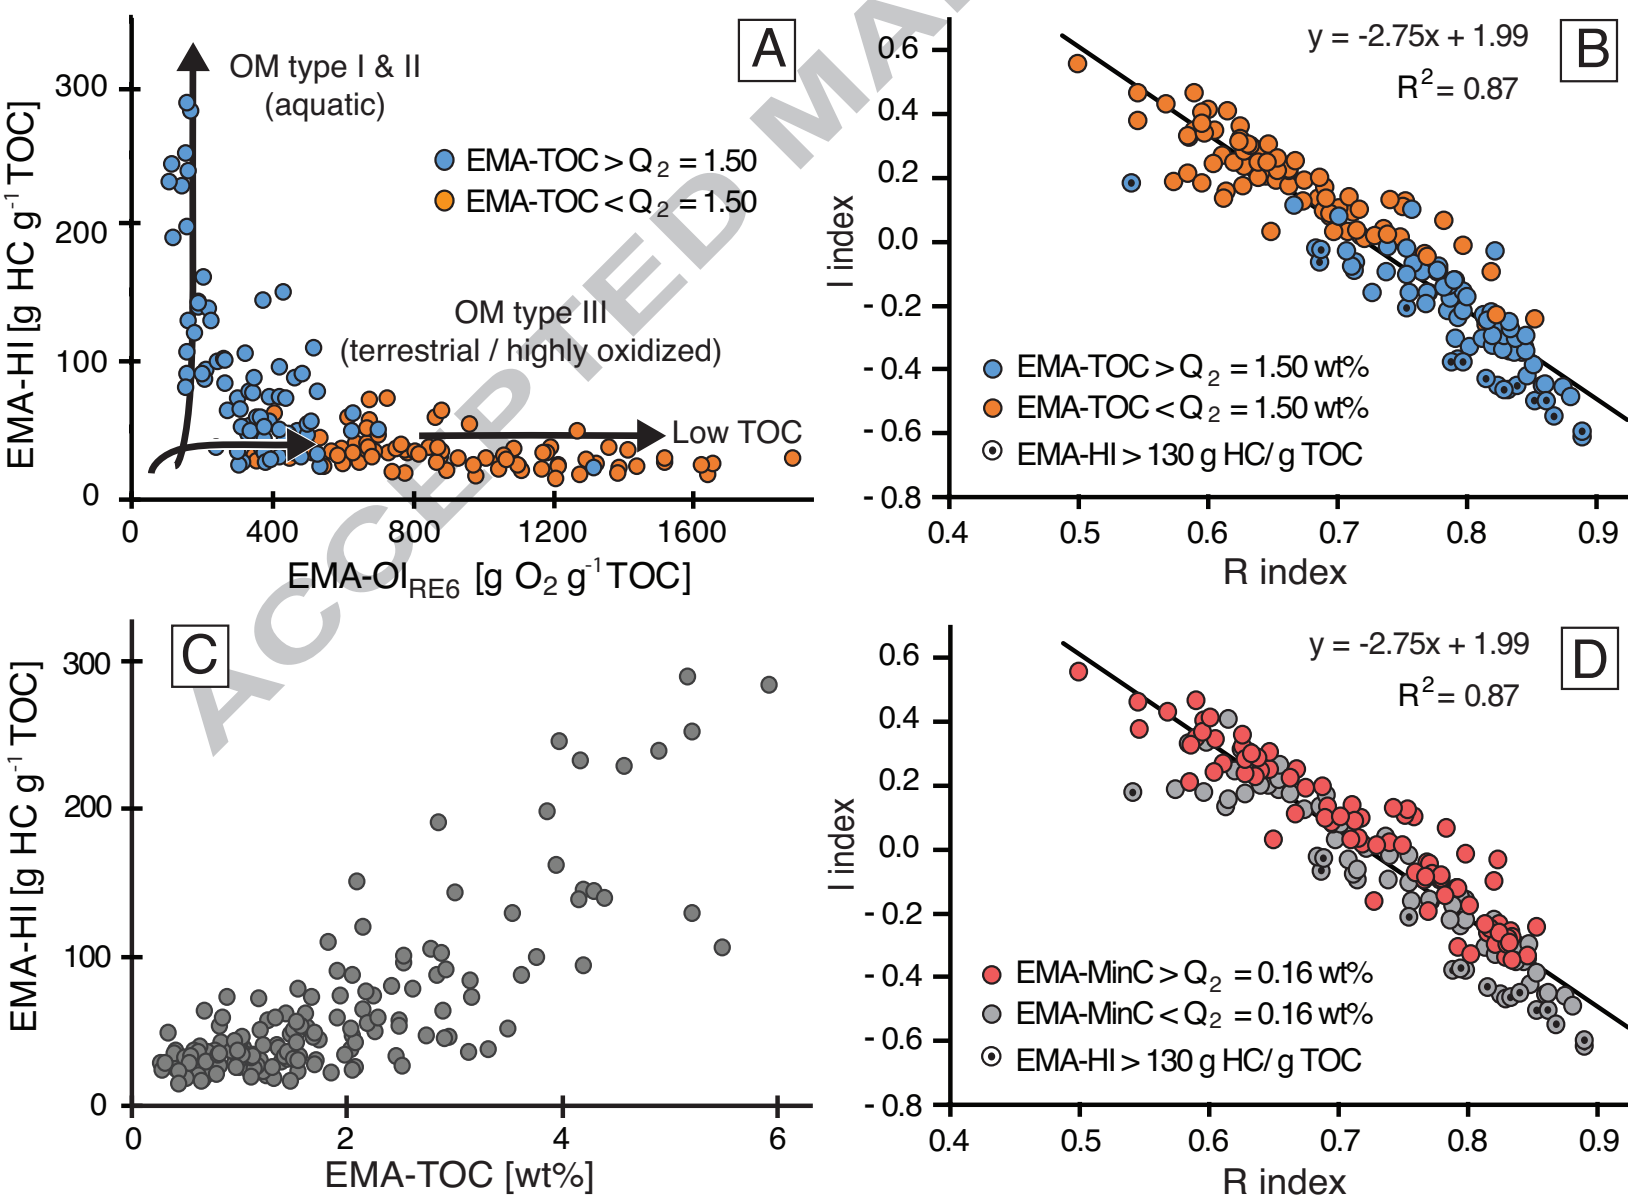 A
OM type I & II
(aquatic)
EMA-TOC > Q2 = 1.50
EMA-TOC < Q2 = 1.50
OM type III
(terrestrial / highly oxidized)
Low TOC
300
200
100
0
EMA-HI [g HC g-1 TOC]
0 400 800 1200 1600
EMA-OIRE6 [g O2 g-1 TOC]
B
y = -2.75x + 1.99
R2 = 0.87
0.6
0.4
0.2
0.0
-0.2
-0.4
-0.6
-0.8
I index
EMA-TOC > Q2 = 1.50 wt%
EMA-TOC < Q2 = 1.50 wt%
EMA-HI > 130 g HC/ g TOC
0.4 0.5 0.6 0.7 0.8 0.9
R index
C
300
200
100
0
EMA-HI [g HC g-1 TOC]
0 2 4 6
EMA-TOC [wt%]
D
y = -2.75x + 1.99
R2 = 0.87
0.6
0.4
0.2
0.0
-0.2
-0.4
-0.6
-0.8
I index
EMA-MinC > Q2 = 0.16 wt%
EMA-MinC < Q2 = 0.16 wt%
EMA-HI > 130 g HC/ g TOC
0.4 0.5 0.6 0.7 0.8 0.9
R index
ACCEPTED MA